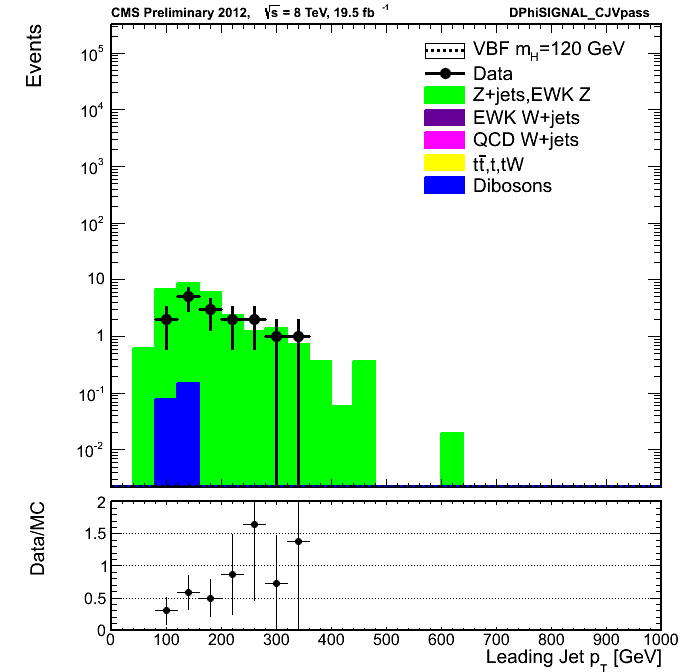 CMS Preliminary 2012, √s = 8 TeV, 19.5 fb⁻¹ DPhiSIGNAL_CJVpass
Events
10⁵
10⁴
10³
10²
10
1
10⁻¹
10⁻²
VBF m_H=120 GeV
Data
Z+jets,EWK Z
EWK W+jets
QCD W+jets
tt̄,t,tW
Dibosons
Data/MC
2
1.5
1
0.5
0
0 100 200 300 400 500 600 700 800 900 1000
Leading Jet p_T [GeV]